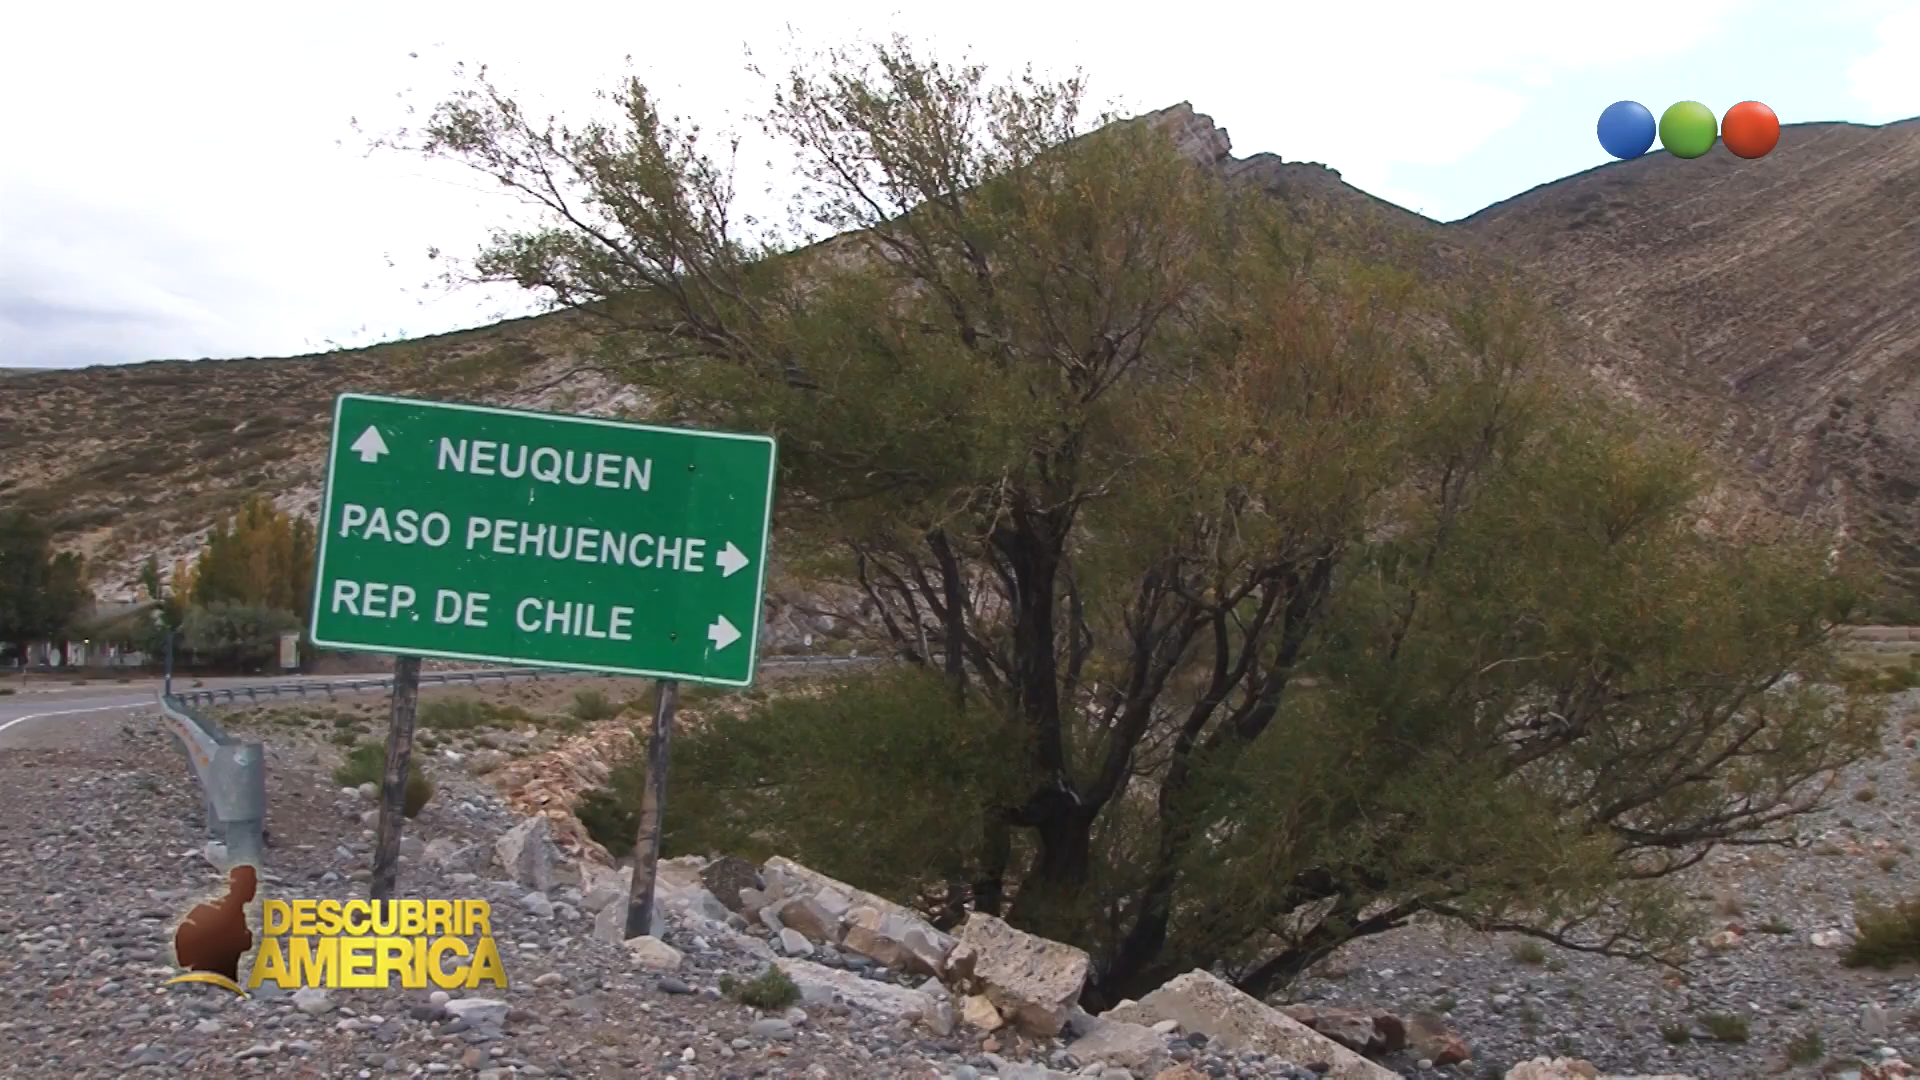 NEUQUEN
PASO PEHUENCHE
REP. DE CHILE
DESCUBRIR
AMERICA